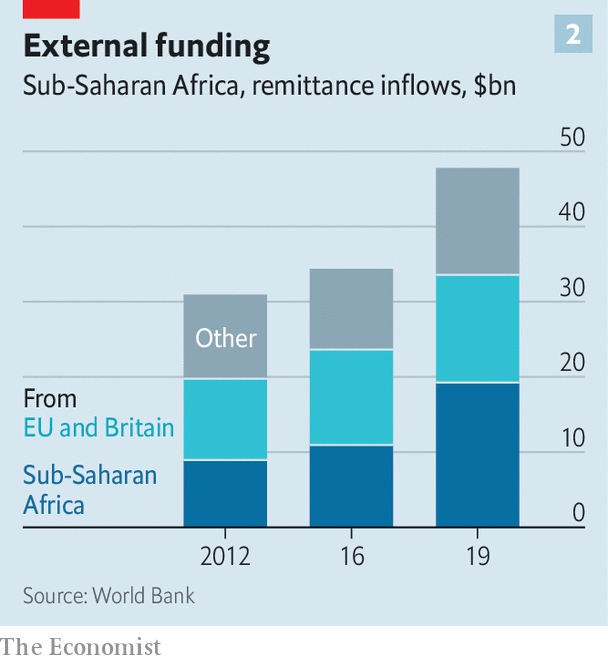 External funding
2
Sub-Saharan Africa, remittance inflows, $bn
50
40
30
Other
20
From
EU and Britain
10
Sub-Saharan
Africa
0
2012 16 19
Source: World Bank
The Economist